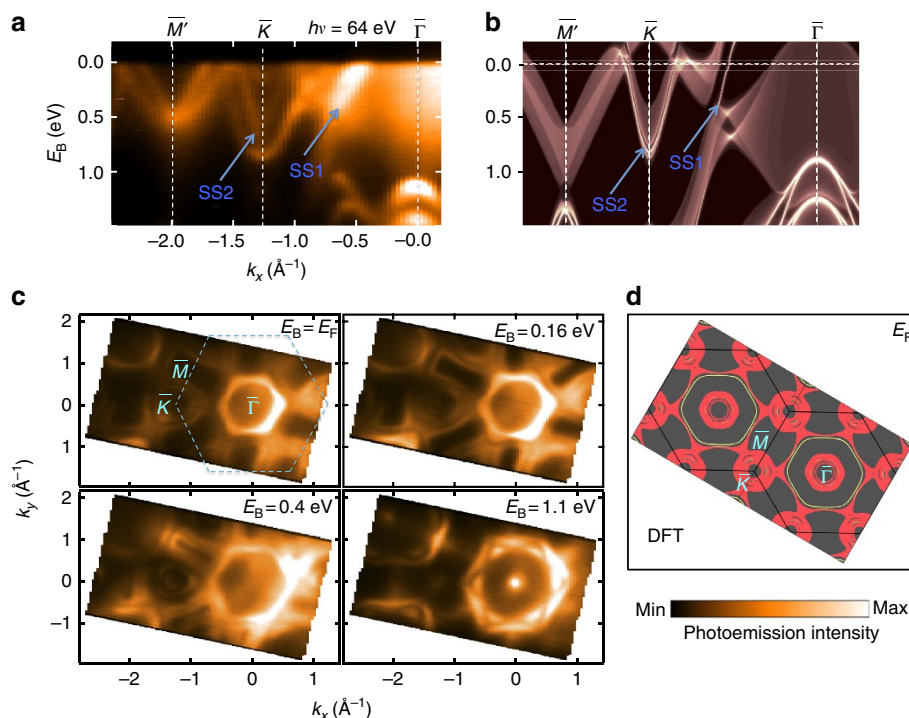 a
M̅′ K̅ hν = 64 eV Γ̅
0.0
0.5
1.0
E_B (eV)
SS2
SS1
−2.0 −1.5 −1.0 −0.5 −0.0
k_x (Å⁻¹)
b
M̅′ K̅ Γ̅
0.0
0.5
1.0
SS2
SS1
c
2
1
0
1
E_B = E_F
M̅
K̅
Γ̅
E_B = 0.16 eV
k_y (Å⁻¹)
2
1
0
−1
E_B = 0.4 eV
E_B = 1.1 eV
−2 −1 0 1
−2 −1 0 1
k_x (Å⁻¹)
d
E_F
M̅
K̅
Γ̅
DFT
Min Max
Photoemission intensity